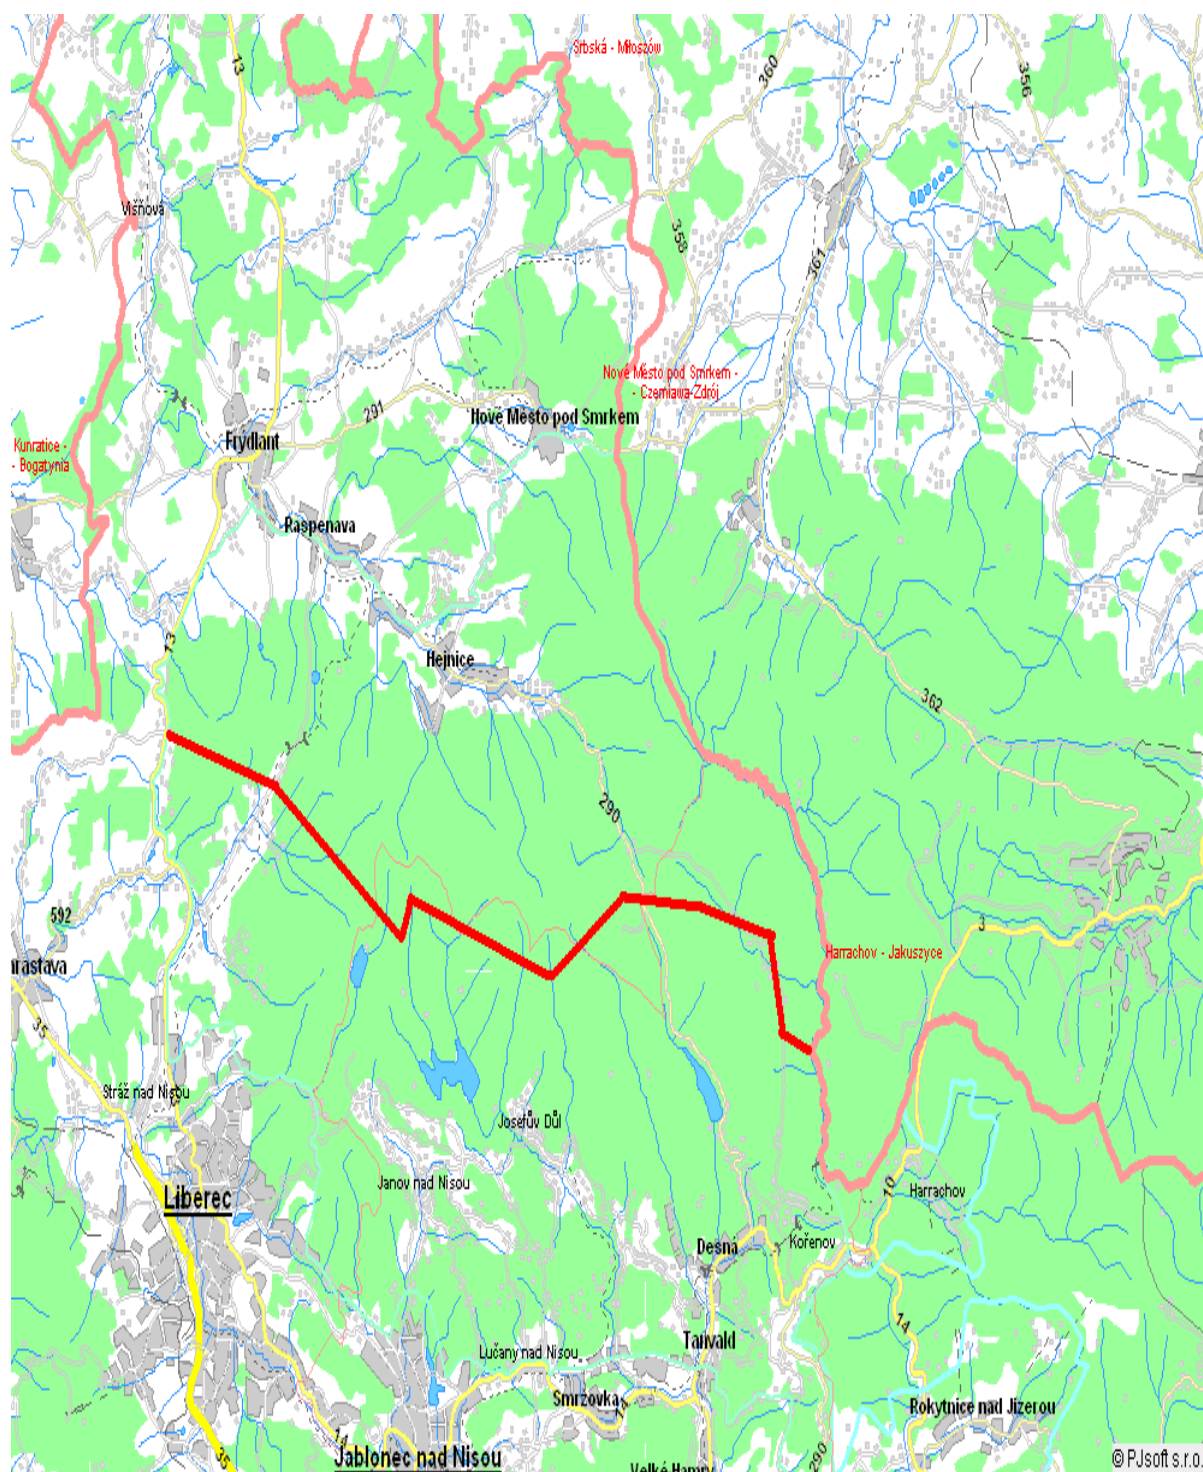 Srbská - Miłoszów
13
360
356
Višňová
358
361
Nové Město pod Smrkem -
- Czerniawa-Zdrój
291
Nové Město pod Smrkem
Kunratice -
- Bogatynia
Frýdlant
Raspenava
13
Hejnice
362
290
592
3
Harrachov - Jakuszyce
hrastava
35
Stráž nad Nisou
Josefův Důl
Janov nad Nisou
Liberec
10
Harrachov
Desná
Kořenov
14
Tanvald
Lučany nad Nisou
Smrzovka
14
Rokytnice nad Jizerou
14
35
Jablonec nad Nisou
290
Velké Hamry
© PJsoft s.r.o